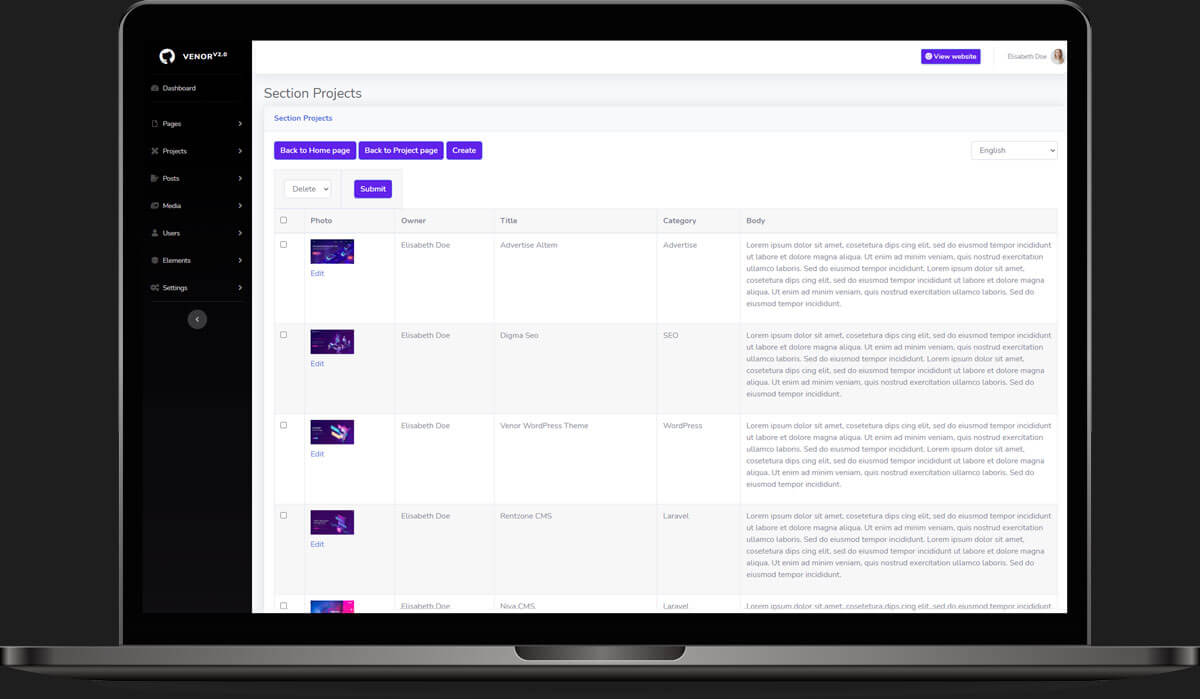 VENOR V2.0
View website
Elisabeth Doe
Dashboard
Pages
Projects
Posts
Media
Users
Elements
Settings
Section Projects
Section Projects
Back to Home page
Back to Project page
Create
English
Delete
Submit
Photo Owner Title Category Body
Elisabeth Doe Advertise Altem Advertise
Edit
Lorem ipsum dolor sit amet, cosetetura dips cing elit, sed do eiusmod tempor incididunt
ut labore et dolore magna aliqua. Ut enim ad minim veniam, quis nostrud exercitation
ullamco laboris. Sed do eiusmod tempor incididunt. Lorem ipsum dolor sit amet,
cosetetura dips cing elit, sed do eiusmod tempor incididunt ut labore et dolore magna
aliqua. Ut enim ad minim veniam, quis nostrud exercitation ullamco laboris. Sed do
eiusmod tempor incididunt.
Elisabeth Doe Digma Seo SEO
Edit
Lorem ipsum dolor sit amet, cosetetura dips cing elit, sed do eiusmod tempor incididunt
ut labore et dolore magna aliqua. Ut enim ad minim veniam, quis nostrud exercitation
ullamco laboris. Sed do eiusmod tempor incididunt. Lorem ipsum dolor sit amet,
cosetetura dips cing elit, sed do eiusmod tempor incididunt ut labore et dolore magna
aliqua. Ut enim ad minim veniam, quis nostrud exercitation ullamco laboris. Sed do
eiusmod tempor incididunt.
Elisabeth Doe Venor WordPress Theme WordPress
Edit
Lorem ipsum dolor sit amet, cosetetura dips cing elit, sed do eiusmod tempor incididunt
ut labore et dolore magna aliqua. Ut enim ad minim veniam, quis nostrud exercitation
ullamco laboris. Sed do eiusmod tempor incididunt. Lorem ipsum dolor sit amet,
cosetetura dips cing elit, sed do eiusmod tempor incididunt ut labore et dolore magna
aliqua. Ut enim ad minim veniam, quis nostrud exercitation ullamco laboris. Sed do
eiusmod tempor incididunt.
Elisabeth Doe Rentzone CMS Laravel
Edit
Lorem ipsum dolor sit amet, cosetetura dips cing elit, sed do eiusmod tempor incididunt
ut labore et dolore magna aliqua. Ut enim ad minim veniam, quis nostrud exercitation
ullamco laboris. Sed do eiusmod tempor incididunt. Lorem ipsum dolor sit amet,
cosetetura dips cing elit, sed do eiusmod tempor incididunt ut labore et dolore magna
aliqua. Ut enim ad minim veniam, quis nostrud exercitation ullamco laboris. Sed do
eiusmod tempor incididunt.
Elisabeth Doe Niva CMS Laravel
Lorem ipsum dolor sit amet, cosetetura dips cing elit, sed do eiusmod tempor incididunt